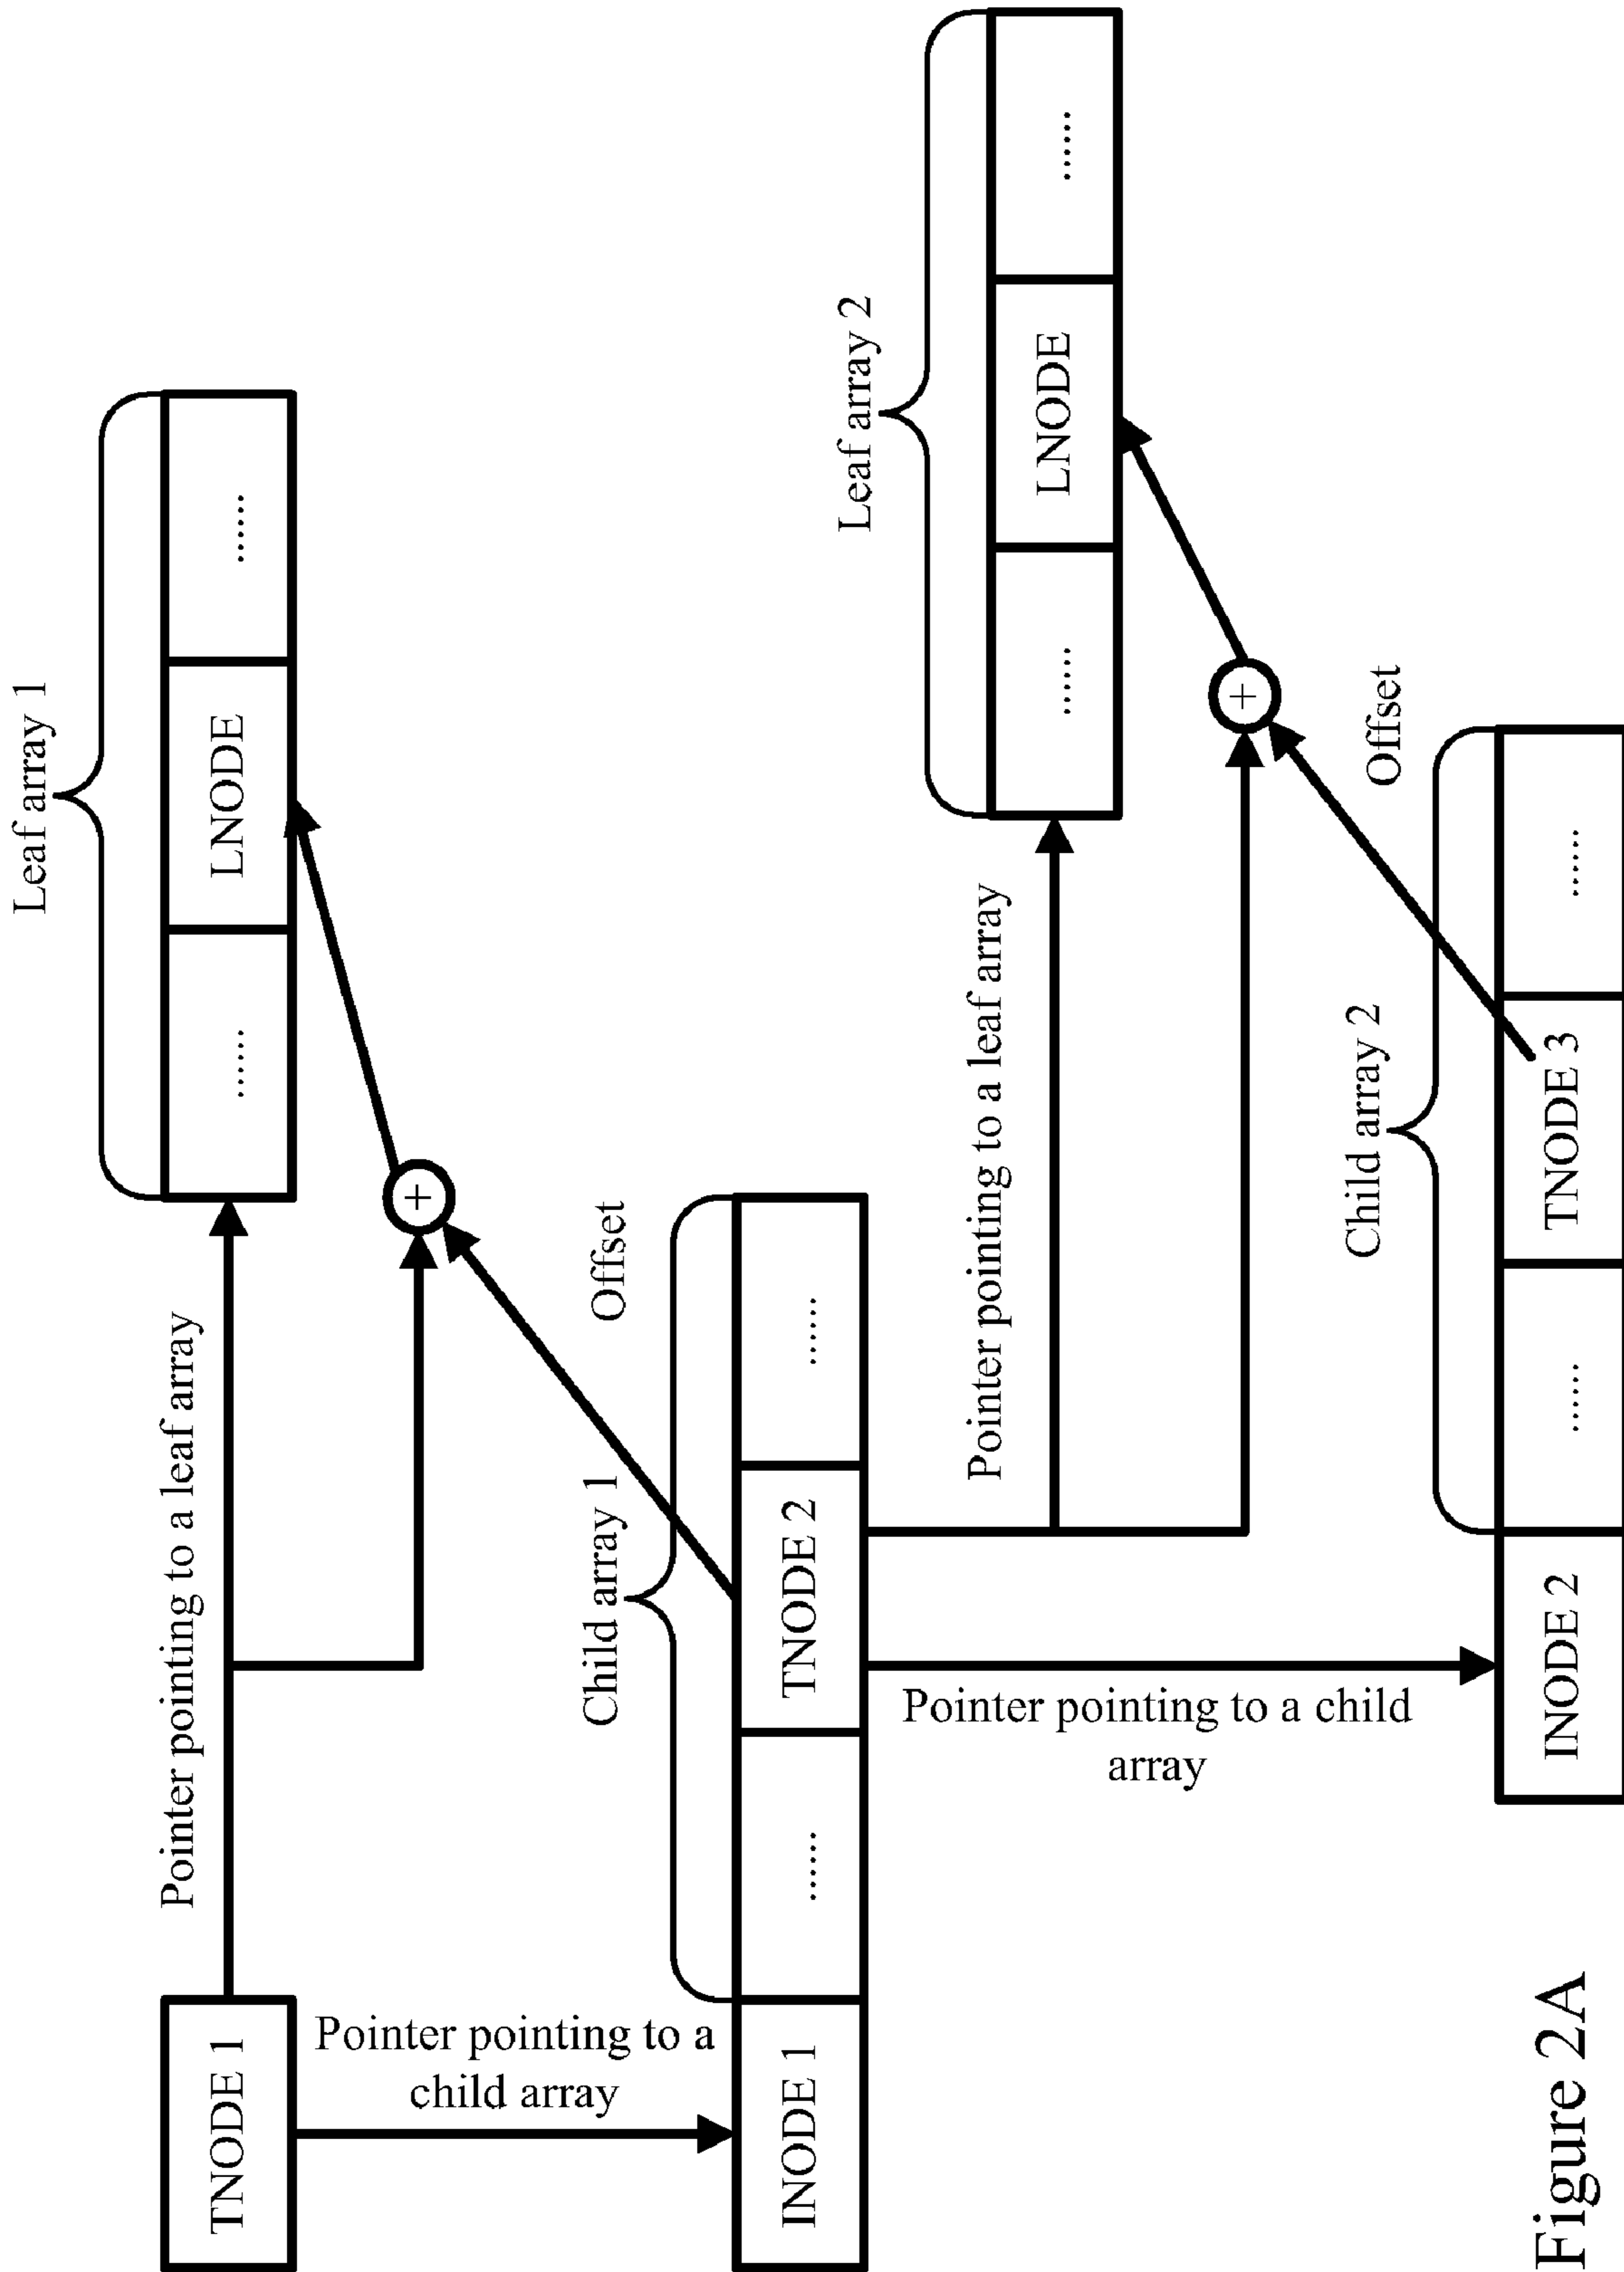 Leaf array 1
TNODE 1
Pointer pointing to a leaf array
......
LNODE
......
Pointer pointing to a
child array
Offset
Child array 1
INODE 1
......
TNODE 2
......
Leaf array 2
Pointer pointing to a leaf array
......
LNODE
......
Pointer pointing to a child
array
Offset
Child array 2
INODE 2
......
TNODE 3
......
+
+
Figure 2A